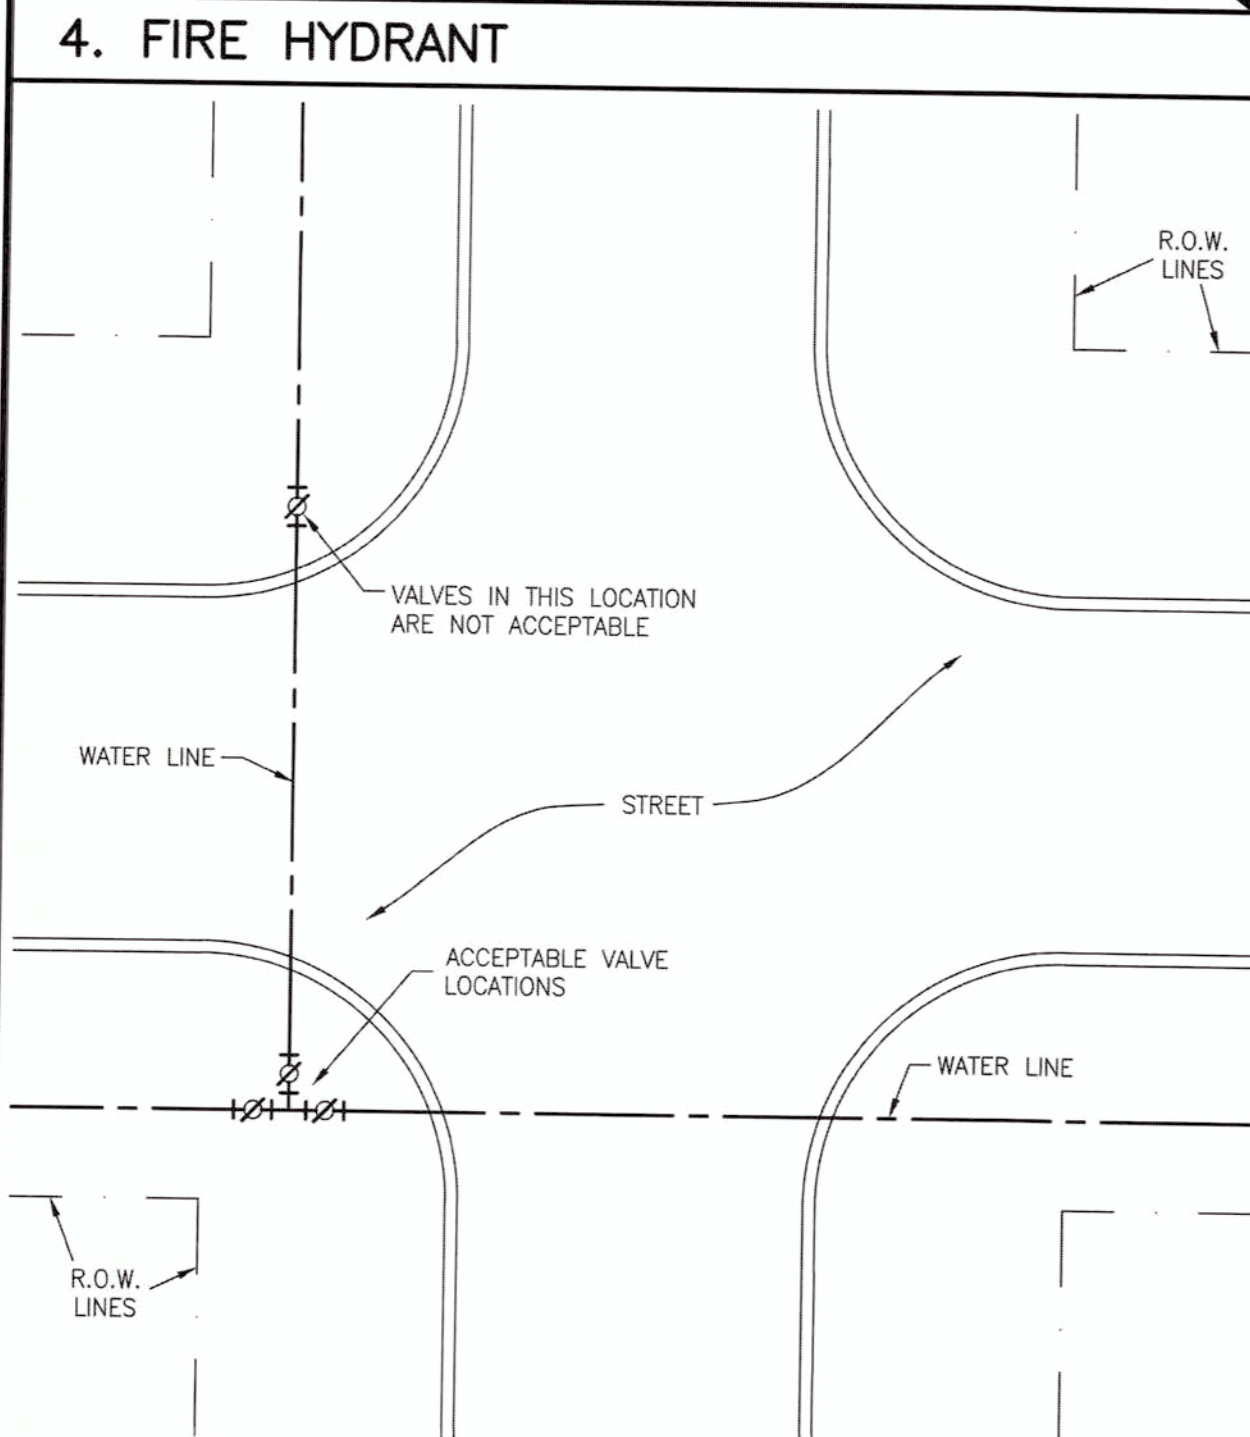 4. FIRE HYDRANT
R.O.W.
LINES
VALVES IN THIS LOCATION
ARE NOT ACCEPTABLE
WATER LINE
STREET
ACCEPTABLE VALVE
LOCATIONS
WATER LINE
R.O.W.
LINES